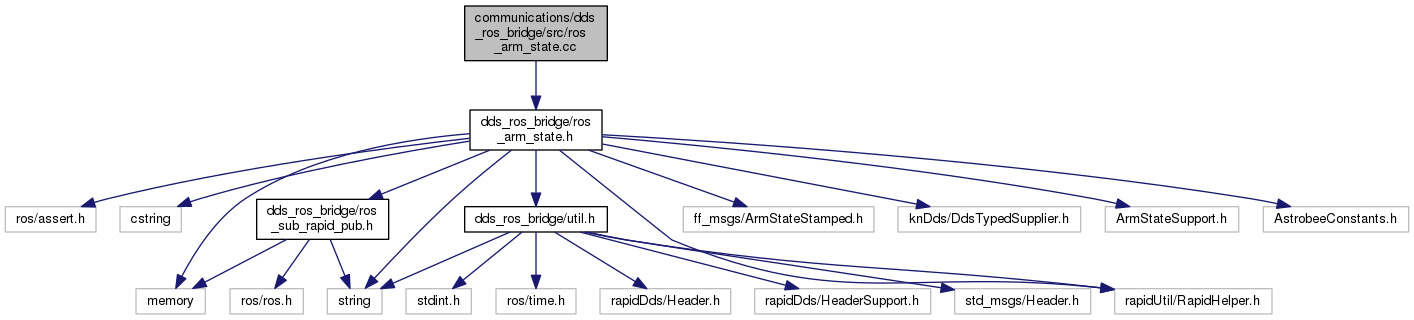 communications/dds
_ros_bridge/src/ros
_arm_state.cc
dds_ros_bridge/ros
_arm_state.h
ros/assert.h
cstring
dds_ros_bridge/ros
_sub_rapid_pub.h
dds_ros_bridge/util.h
ff_msgs/ArmStateStamped.h
knDds/DdsTypedSupplier.h
ArmStateSupport.h
AstrobeeConstants.h
memory
ros/ros.h
string
stdint.h
ros/time.h
rapidDds/Header.h
rapidDds/HeaderSupport.h
std_msgs/Header.h
rapidUtil/RapidHelper.h